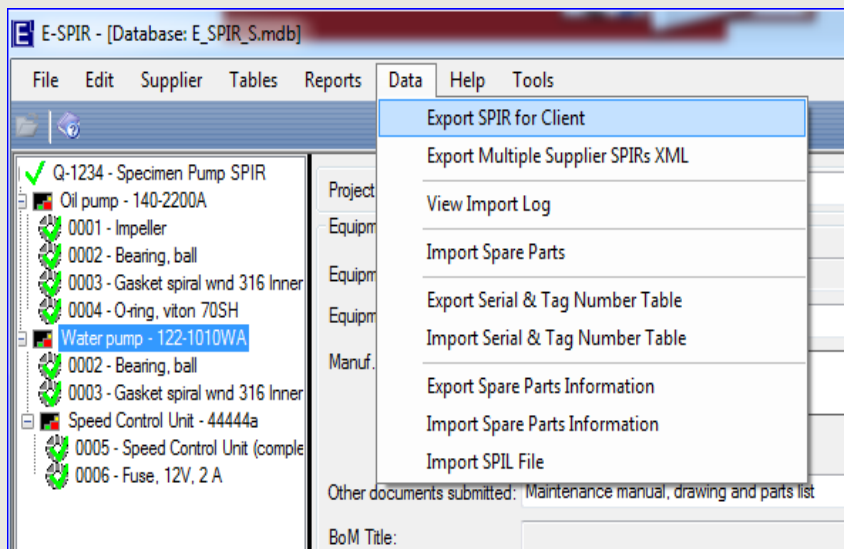 E-SPIR - [Database: E_SPIR_S.mdb]
File Edit Supplier Tables Reports Data Help Tools
Export SPIR for Client
Export Multiple Supplier SPIRs XML
View Import Log
Import Spare Parts
Export Serial & Tag Number Table
Import Serial & Tag Number Table
Export Spare Parts Information
Import Spare Parts Information
Import SPIL File
Q-1234 - Specimen Pump SPIR
Oil pump - 140-2200A
0001 - Impeller
0002 - Bearing, ball
0003 - Gasket spiral wnd 316 Inner
0004 - O-ring, viton 70SH
Water pump - 122-1010WA
0002 - Bearing, ball
0003 - Gasket spiral wnd 316 Inner
Speed Control Unit - 44444a
0005 - Speed Control Unit (comple
0006 - Fuse, 12V, 2 A
Project
Equipm
Equipm
Equipm
Manuf.
Other documents submitted: Maintenance manual, drawing and parts list
BoM Title: